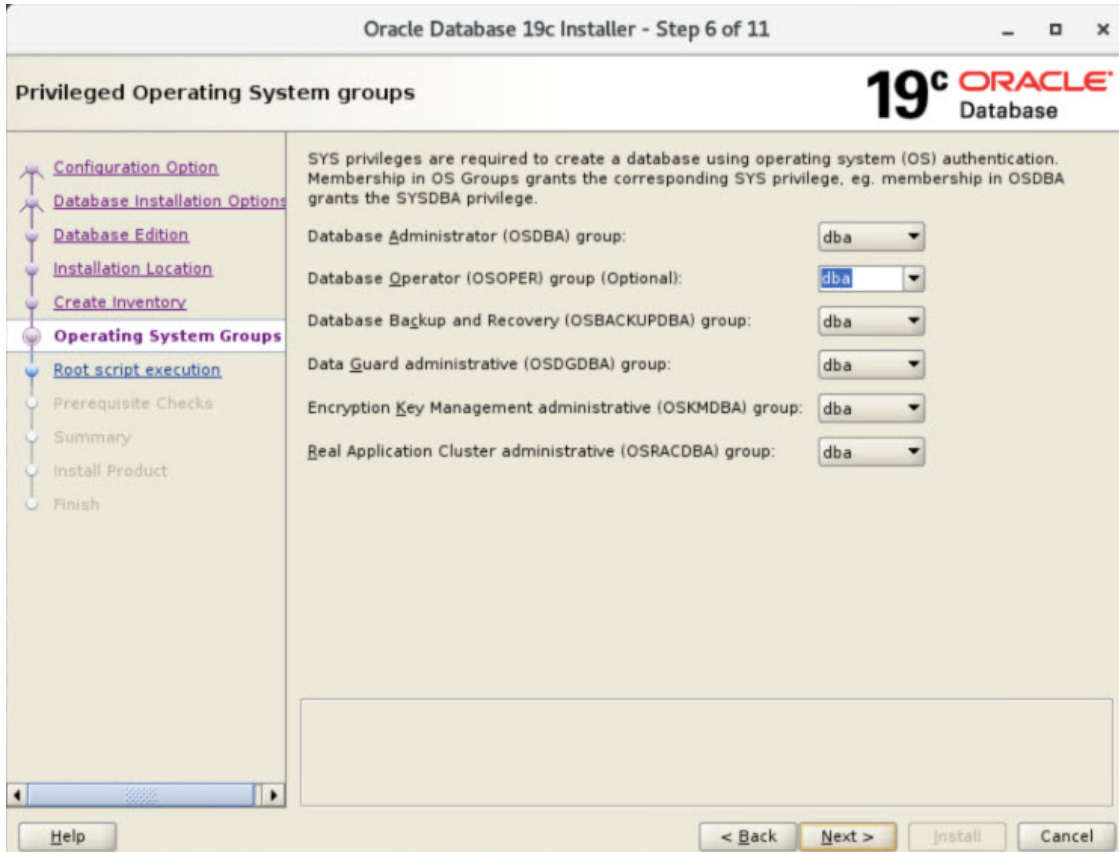 Oracle Database 19c Installer - Step 6 of 11
Privileged Operating System groups
19c ORACLE
Database
Configuration Option
Database Installation Options
Database Edition
Installation Location
Create Inventory
Operating System Groups
Root script execution
Prerequisite Checks
Summary
Install Product
Finish
SYS privileges are required to create a database using operating system (OS) authentication.
Membership in OS Groups grants the corresponding SYS privilege, eg. membership in OSDBA
grants the SYSDBA privilege.
Database Administrator (OSDBA) group: dba
Database Operator (OSOPER) group (Optional): dba
Database Backup and Recovery (OSBACKUPDBA) group: dba
Data Guard administrative (OSDGDBA) group: dba
Encryption Key Management administrative (OSKMDBA) group: dba
Real Application Cluster administrative (OSRACDBA) group: dba
Help < Back Next > Install Cancel